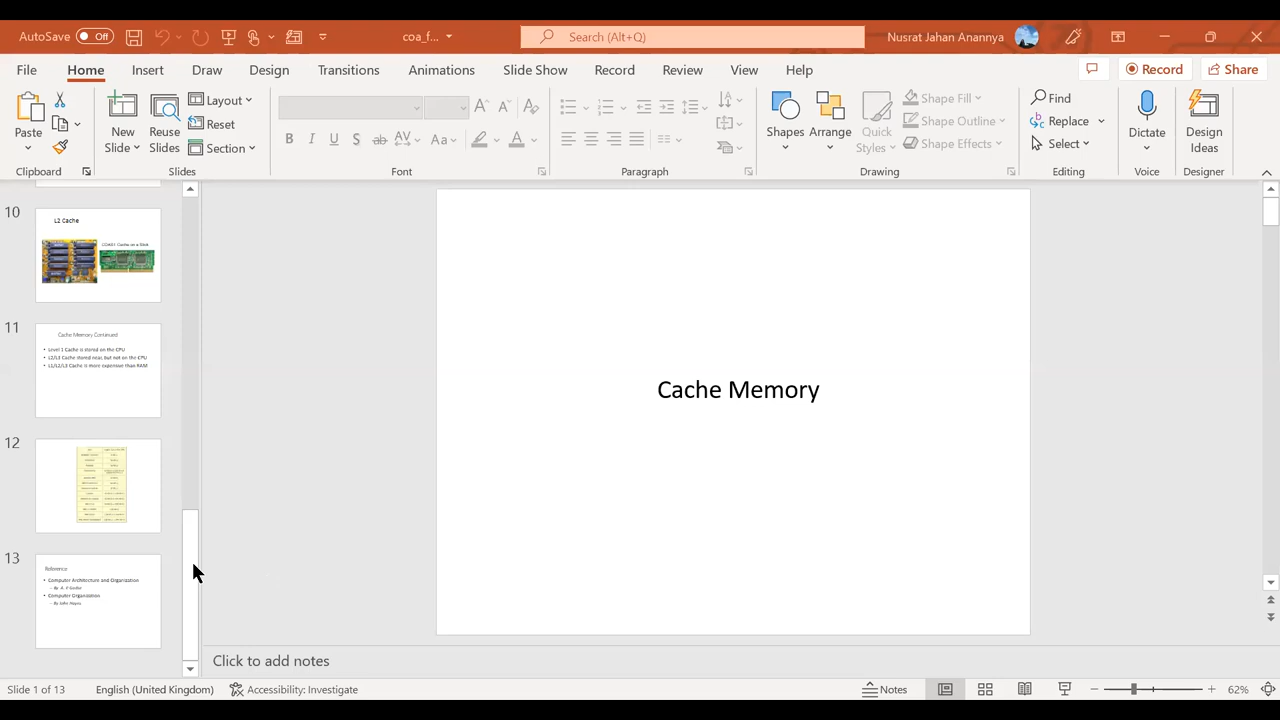 AutoSave Off coa_f... Search (Alt+Q) Nusrat Jahan Anannya
File Home Insert Draw Design Transitions Animations Slide Show Record Review View Help Record Share
Paste
New Slide
Reuse Slides
Layout
Reset
Section
B I U S ab AV Aa A
Shapes
Arrange
Quick Styles
Shape Fill
Shape Outline
Shape Effects
Find
Replace
Select
Dictate
Design Ideas
Clipboard Slides Font Paragraph Drawing Editing Voice Designer
10
L2 Cache
11
Cache Memory Continued
• Level 1 Cache is stored on the CPU
• L2/L3 Cache stored near, but not on the CPU
• L1/L2/L3 Cache is more expensive than RAM
12
13
Reference
• Computer Architecture and Organization
• Computer Organization
– By John Hayes
Cache Memory
Click to add notes
Slide 1 of 13 English (United Kingdom) Accessibility: Investigate Notes 62%